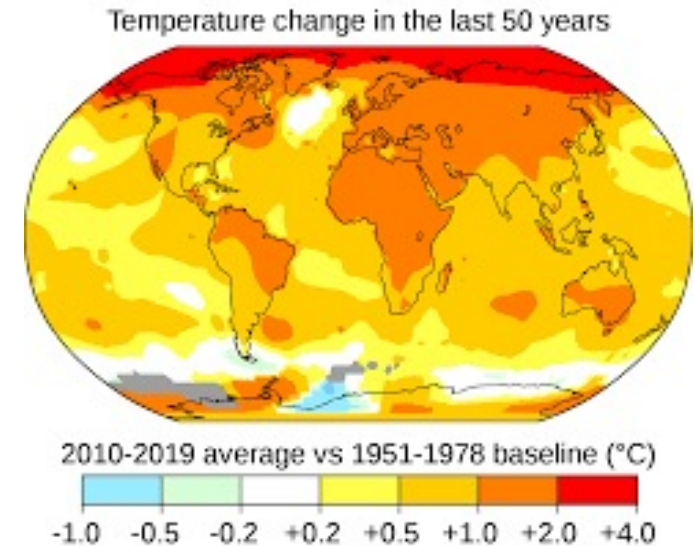 Temperature change in the last 50 years
2010-2019 average vs 1951-1978 baseline (°C)
-1.0 -0.5 -0.2 +0.2 +0.5 +1.0 +2.0 +4.0